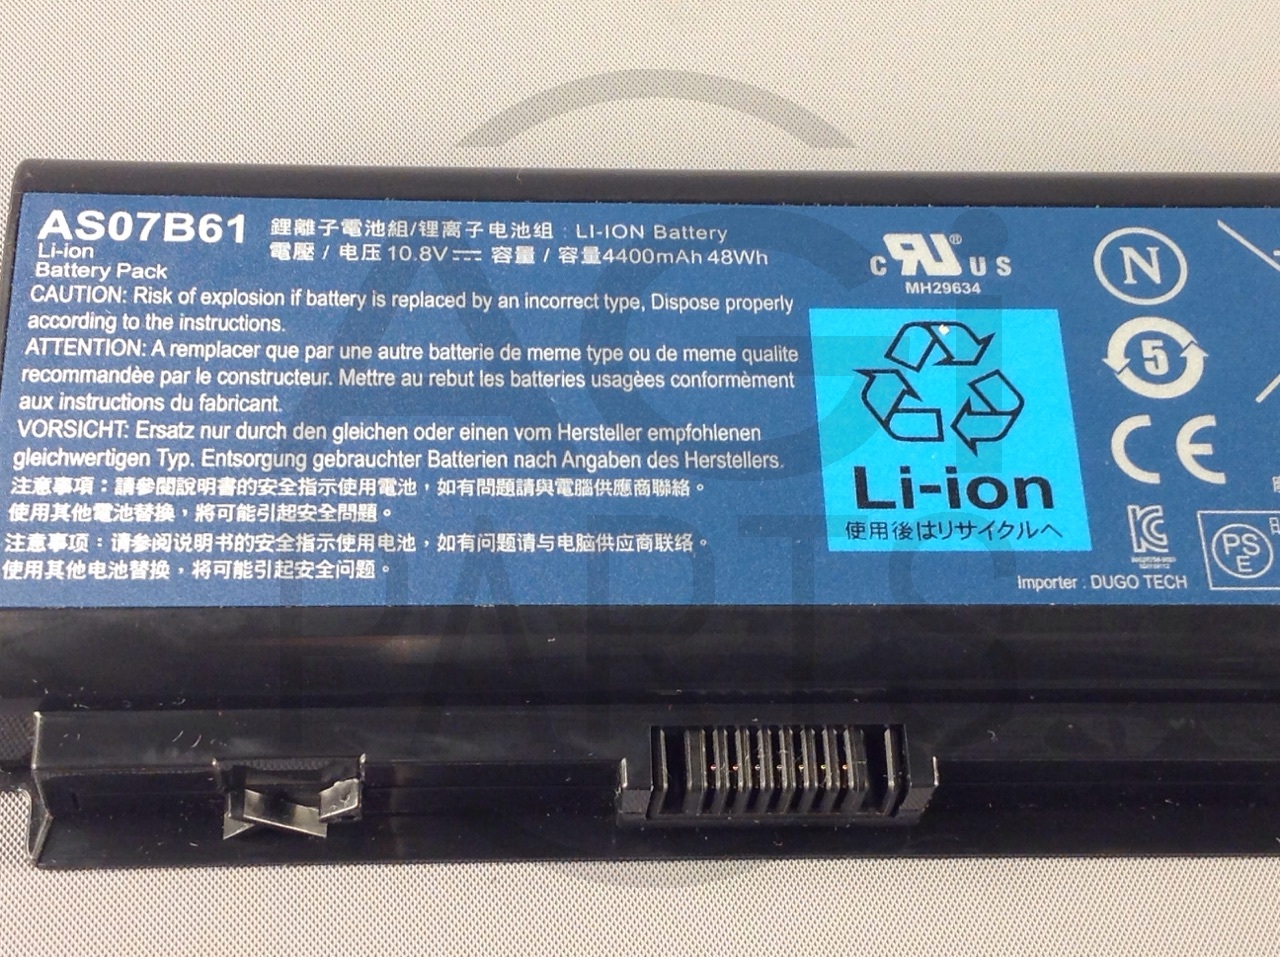 AS07B61
Li-ion
Battery Pack
鋰離子電池組/锂离子电池组 : LI-ION Battery
電壓 / 电压 10.8V⎓ 容量 / 容量4400mAh 48Wh
CAUTION: Risk of explosion if battery is replaced by an incorrect type, Dispose properly
according to the instructions.
ATTENTION: A remplacer que par une autre batterie de meme type ou de meme qualite
recommandèe par le constructeur. Mettre au rebut les batteries usagèes conformèment
aux instructions du fabricant.
VORSICHT: Ersatz nur durch den gleichen oder einen vom Hersteller empfohlenen
gleichwertigen Typ. Entsorgung gebrauchter Batterien nach Angaben des Herstellers.
注意事項：請參閱說明書的安全指示使用電池，如有問題請與電腦供應商聯絡。
使用其他電池替換，將可能引起安全問題。
注意事项：请参阅说明书的安全指示使用电池，如有问题请与电脑供应商联络。
使用其他电池替换，将可能引起安全问题。
C RU® US
MH29634
N
5
CE
Li-ion
使用後はリサイクルへ
KC
PS
E
Importer : DUGO TECH
AGi
PARTS